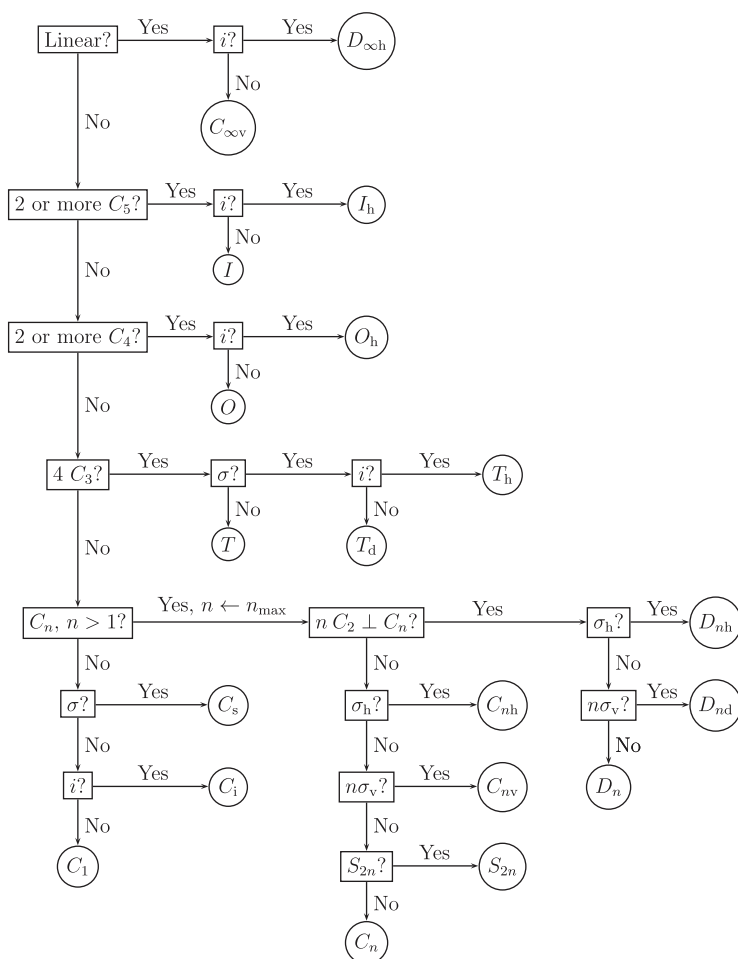 Linear? Yes i? Yes D∞h
No
No
C∞v
2 or more C5? Yes i? Yes Ih
No
I
No
2 or more C4? Yes i? Yes Oh
No
O
No
4 C3? Yes σ? Yes i? Yes Th
No No
T Td
No
Cn, n > 1? Yes, n ← nmax n C2 ⊥ Cn? Yes σh? Yes Dnh
No No No
σ? Yes Cs σh? Yes Cnh nσv? Yes Dnd
No No No
i? Yes Ci nσv? Yes Cnv Dn
No No
C1 S2n? Yes S2n
No
Cn